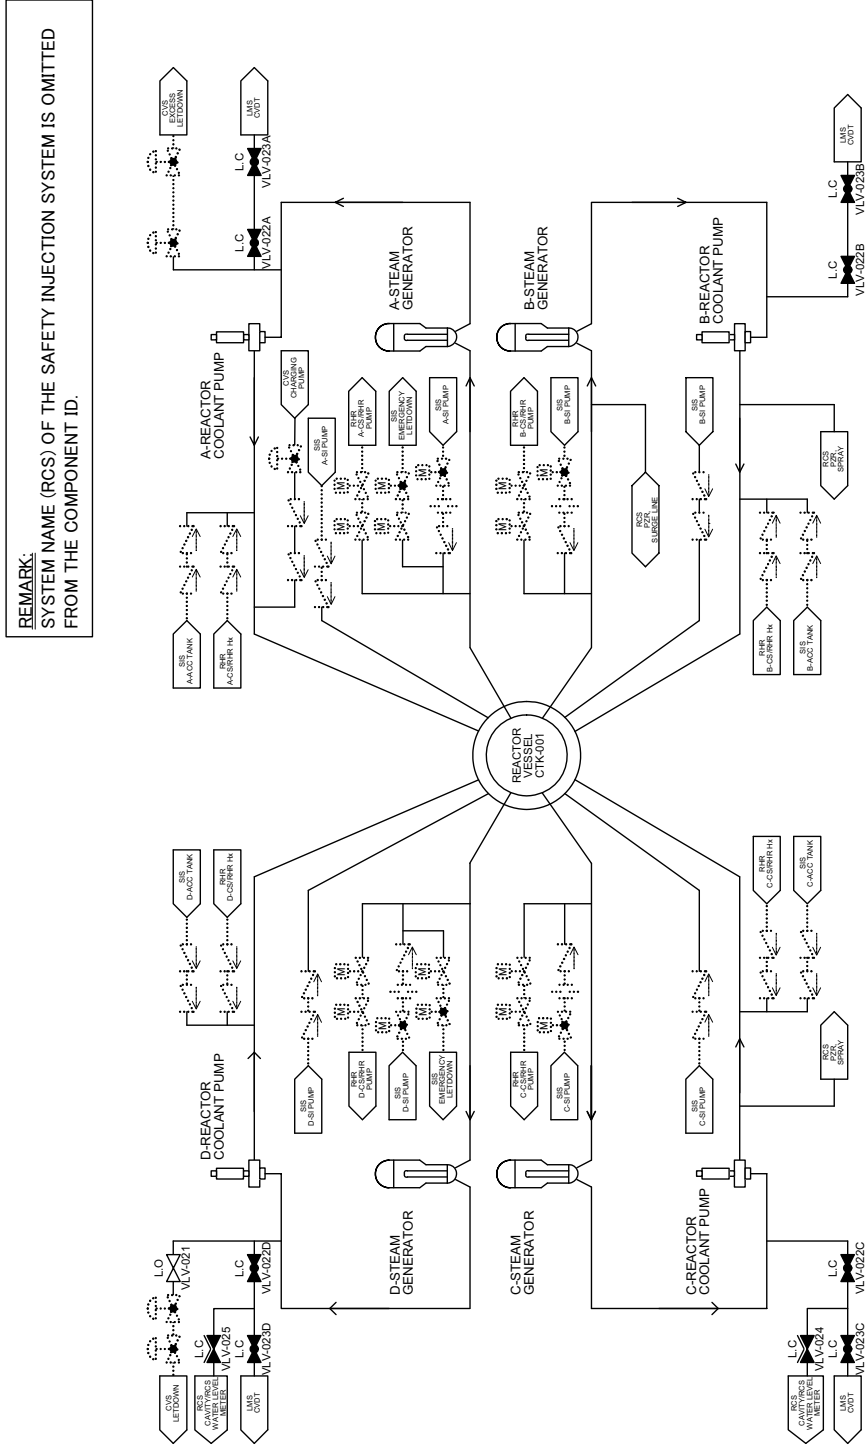 REMARK:
SYSTEM NAME (RCS) OF THE SAFETY INJECTION SYSTEM IS OMITTED
FROM THE COMPONENT ID.
CVS
EXCESS
LETDOWN
LMS
CVDT
L.C
VLV-023A
L.C
VLV-022A
A-REACTOR
COOLANT PUMP
CVS
CHARGING
PUMP
SIS
A-SI PUMP
SIS
A-ACC TANK
RHR
A-CS/RHR Hx
A-STEAM
GENERATOR
RHR
A-CS/RHR
PUMP
SIS
EMERGENCY
LETDOWN
SIS
A-SI PUMP
M
M
M
M
M
B-STEAM
GENERATOR
RHR
B-CS/RHR
PUMP
SIS
B-SI PUMP
M
M
M
RCS
PZR,
SURGE LINE
B-REACTOR
COOLANT PUMP
SIS
B-SI PUMP
RCS
PZR,
SPRAY
RHR
B-CS/RHR Hx
SIS
B-ACC TANK
LMS
CVDT
L.C
VLV-023B
L.C
VLV-022B
REACTOR
VESSEL
CTK-001
SIS
D-ACC TANK
RHR
D-CS/RHR Hx
SIS
D-SI PUMP
D-REACTOR
COOLANT PUMP
RHR
D-CS/RHR
PUMP
SIS
D-SI PUMP
SIS
EMERGENCY
LETDOWN
M
M
M
M
M
D-STEAM
GENERATOR
L.O
VLV-021
L.C
VLV-022D
L.C
VLV-025
L.C
VLV-023D
CVS
LETDOWN
RCS
CAVITY/RCS
WATER LEVEL
METER
LMS
CVDT
RHR
C-CS/RHR
PUMP
SIS
C-SI PUMP
M
M
M
C-STEAM
GENERATOR
SIS
C-SI PUMP
C-REACTOR
COOLANT PUMP
RHR
C-CS/RHR Hx
SIS
C-ACC TANK
RCS
PZR,
SPRAY
L.C
VLV-022C
L.C
VLV-024
L.C
VLV-023C
RCS
CAVITY/RCS
WATER LEVEL
METER
LMS
CVDT